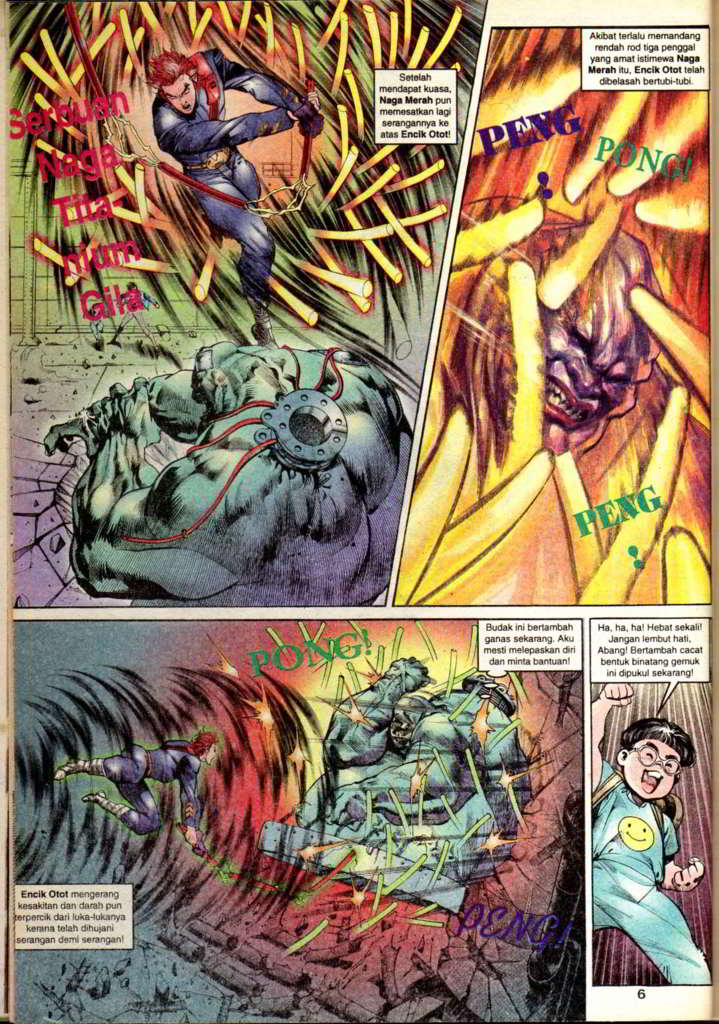 Serbuan
Naga
Tita-
nium
Gila
Setelah
mendapat kuasa,
Naga Merah pun
memesatkan lagi
serangannya ke
atas Encik Otot!
Akibat terlalu memandang
rendah rod tiga penggal
yang amat istimewa Naga
Merah itu, Encik Otot telah
dibelasah bertubi-tubi.
PENG
PONG!
PENG
PONG!
Budak ini bertambah
ganas sekarang. Aku
mesti melepaskan diri
dan minta bantuan!
Encik Otot mengerang
kesakitan dan darah pun
terpercik dari luka-lukanya
kerana telah dihujani
serangan demi serangan!
PENG!
Ha, ha, ha! Hebat sekali!
Jangan lembut hati,
Abang! Bertambah cacat
bentuk binatang gemuk
ini dipukul sekarang!
6